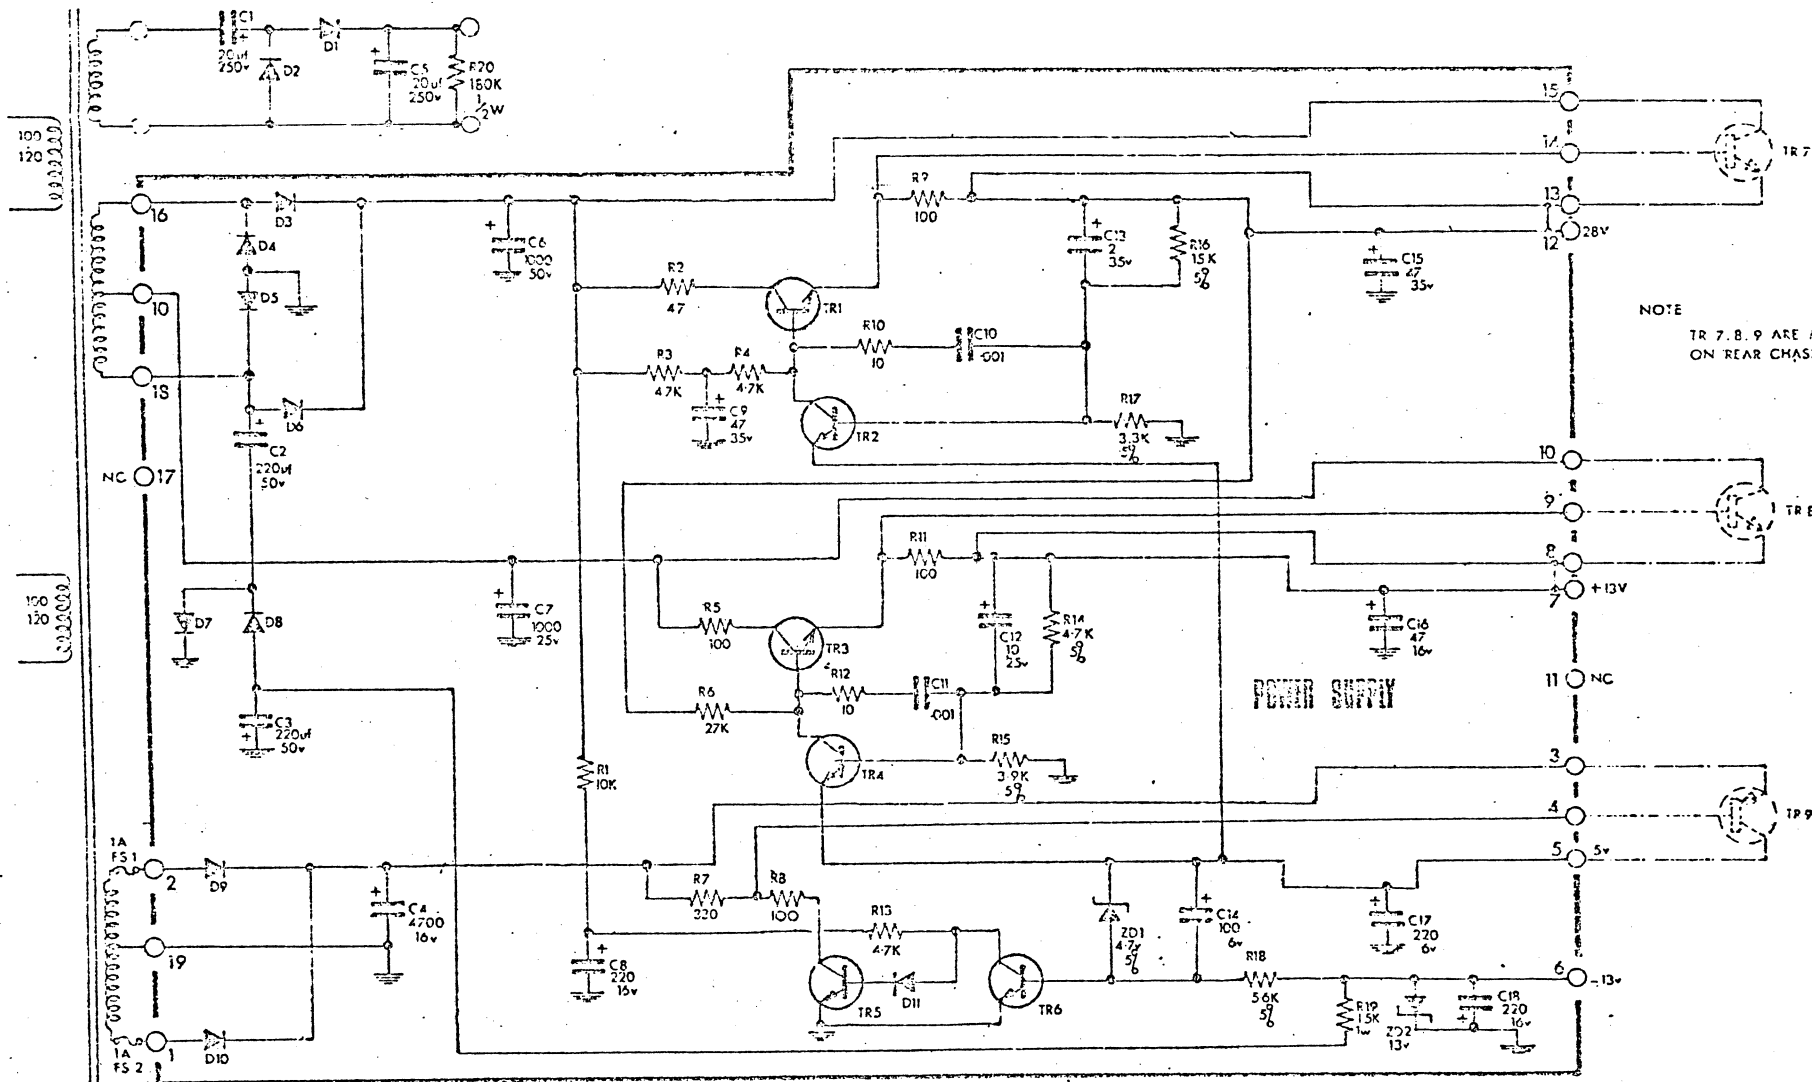 C1
20uf
250v
D1
D2
C5
20uf
250v
R20
180K
1/2W
100
120
15
14
TR7
16
D3
R9
100
13
12
28V
D4
C6
1000
50v
C13
2
35v
R16
15K
5%
C15
47
35v
10
D5
R2
47
TR1
NOTE
TR 7.8.9 ARE
ON REAR CHAS
R10
10
C10
.001
18
R3
4.7K
R4
4.7K
D6
C9
47
35v
TR2
R17
3.3K
5%
C2
220uf
50v
NC
17
10
9
TR8
R11
100
8
7
+13V
100
120
D7
D8
C7
1000
25v
R5
100
TR3
C12
10
25v
R14
4.7K
5%
C16
47
16v
R12
10
C11
.001
11
NC
POWER SUPPLY
C3
220uf
50v
R6
27K
TR4
R15
3.9K
5%
R1
10K
3
4
TR9
1A
FS1
2
D9
5
5v
R7
330
R8
100
C4
4700
16v
R13
4.7K
ZD1
4.7v
5%
C14
100
6v
C17
220
6v
19
C8
220
16v
TR5
D11
TR6
R18
56K
5%
6
-13v
R19
1.5K
1w
ZD2
13v
C18
220
16v
1A
FS2
1
D10